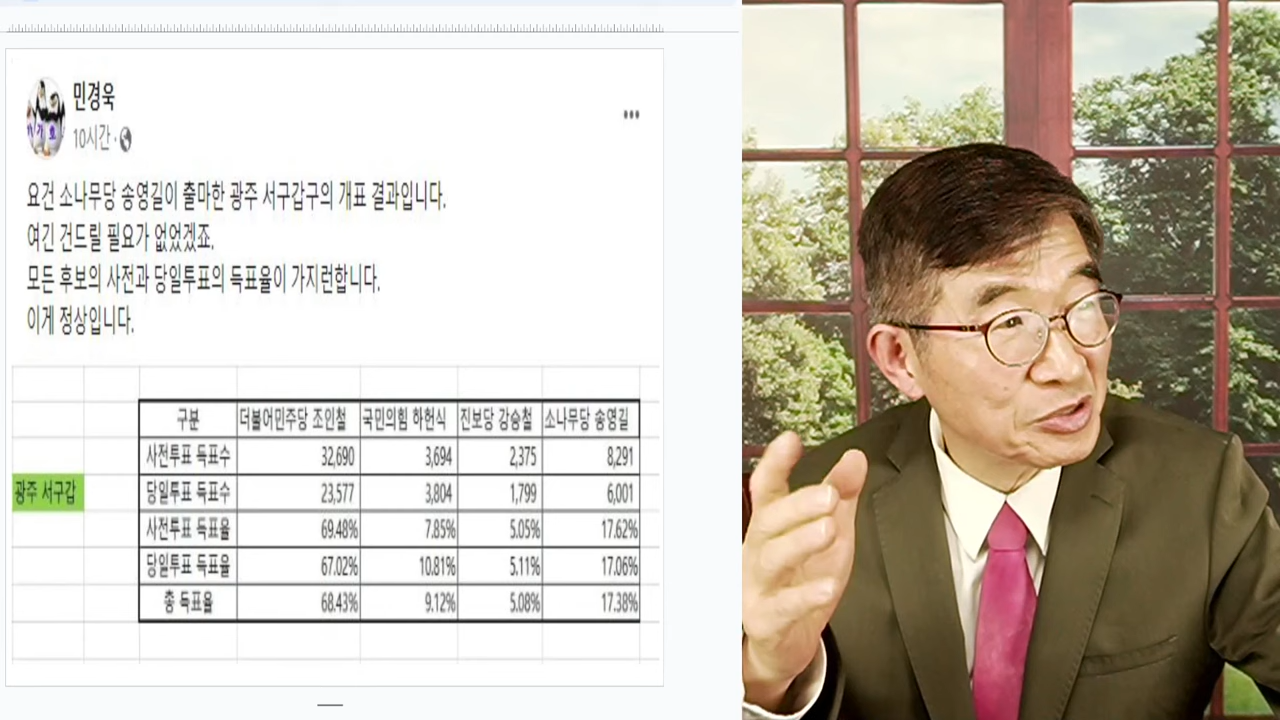 민경욱
10시간 ·
요건 소나무당 송영길이 출마한 광주 서구갑구의 개표 결과입니다.
여긴 건드릴 필요가 없었겠죠.
모든 후보의 사전과 당일투표의 득표율이 가지런합니다.
이게 정상입니다.
구분 더불어민주당 조인철 국민의힘 하헌식 진보당 강승철 소나무당 송영길
사전투표 득표수 32,690 3,694 2,375 8,291
광주 서구갑 당일투표 득표수 23,577 3,804 1,799 6,001
사전투표 득표율 69.48% 7.85% 5.05% 17.62%
당일투표 득표율 67.02% 10.81% 5.11% 17.06%
총 득표율 68.43% 9.12% 5.08% 17.38%